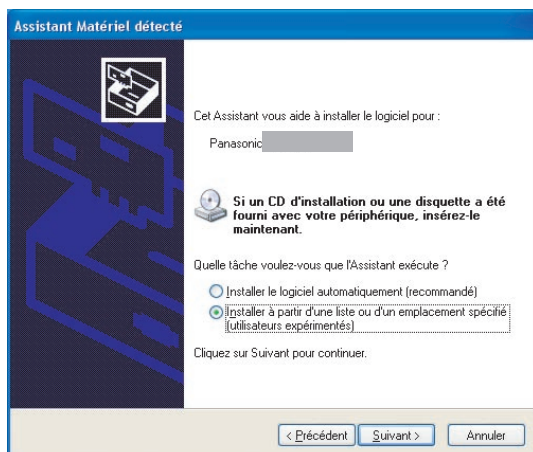 Assistant Matériel détecté
Cet Assistant vous aide à installer le logiciel pour :
Panasonic
Si un CD d'installation ou une disquette a été
fourni avec votre périphérique, insérez-le
maintenant.
Quelle tâche voulez-vous que l'Assistant exécute ?
Installer le logiciel automatiquement (recommandé)
Installer à partir d'une liste ou d'un emplacement spécifié
(utilisateurs expérimentés)
Cliquez sur Suivant pour continuer.
< Précédent Suivant > Annuler